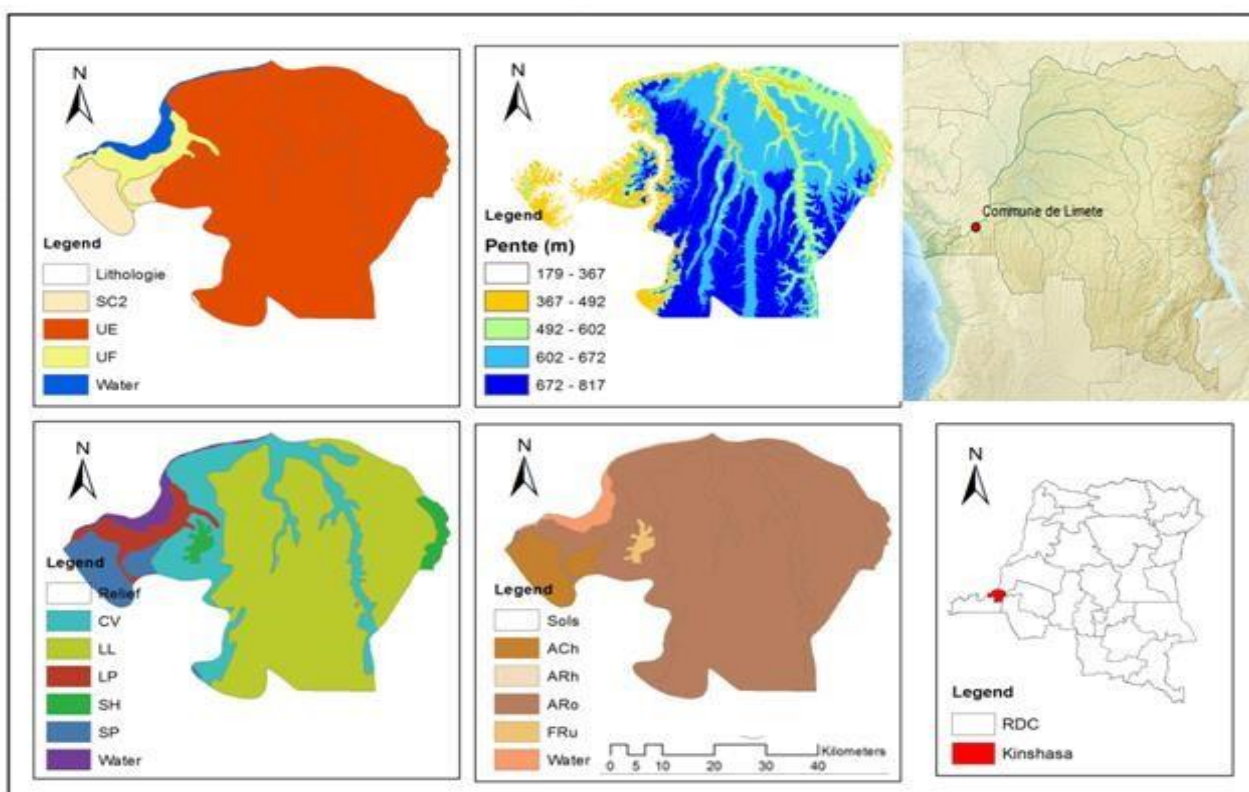 N
Legend
Lithologie
SC2
UE
UF
Water
N
Legend
Pente (m)
179 - 367
367 - 492
492 - 602
602 - 672
672 - 817
Commune de Limete
N
Legend
Relief
CV
LL
LP
SH
SP
Water
N
Legend
Sols
ACh
ARh
ARo
FRu
Water
Kilometers
0 5 10 20 30 40
N
Legend
RDC
Kinshasa